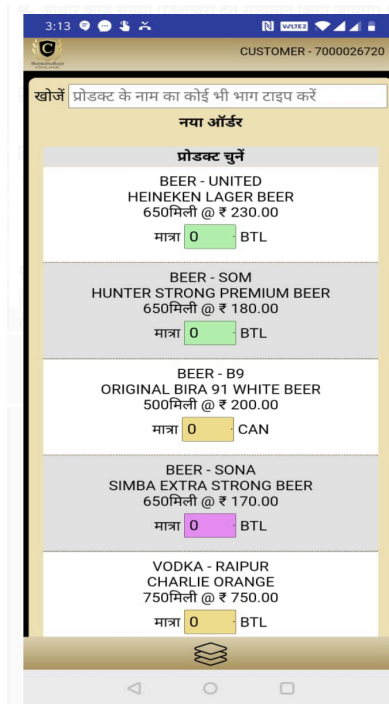 3:13
VoLTE2
C
CUSTOMER - 7000026720
खोजें प्रोडक्ट के नाम का कोई भी भाग टाइप करें
नया ऑर्डर
प्रोडक्ट चुनें
BEER - UNITED
HEINEKEN LAGER BEER
650मिली @ ₹ 230.00
मात्रा 0 BTL
BEER - SOM
HUNTER STRONG PREMIUM BEER
650मिली @ ₹ 180.00
मात्रा 0 BTL
BEER - B9
ORIGINAL BIRA 91 WHITE BEER
500मिली @ ₹ 200.00
मात्रा 0 CAN
BEER - SONA
SIMBA EXTRA STRONG BEER
650मिली @ ₹ 170.00
मात्रा 0 BTL
VODKA - RAIPUR
CHARLIE ORANGE
750मिली @ ₹ 750.00
मात्रा 0 BTL